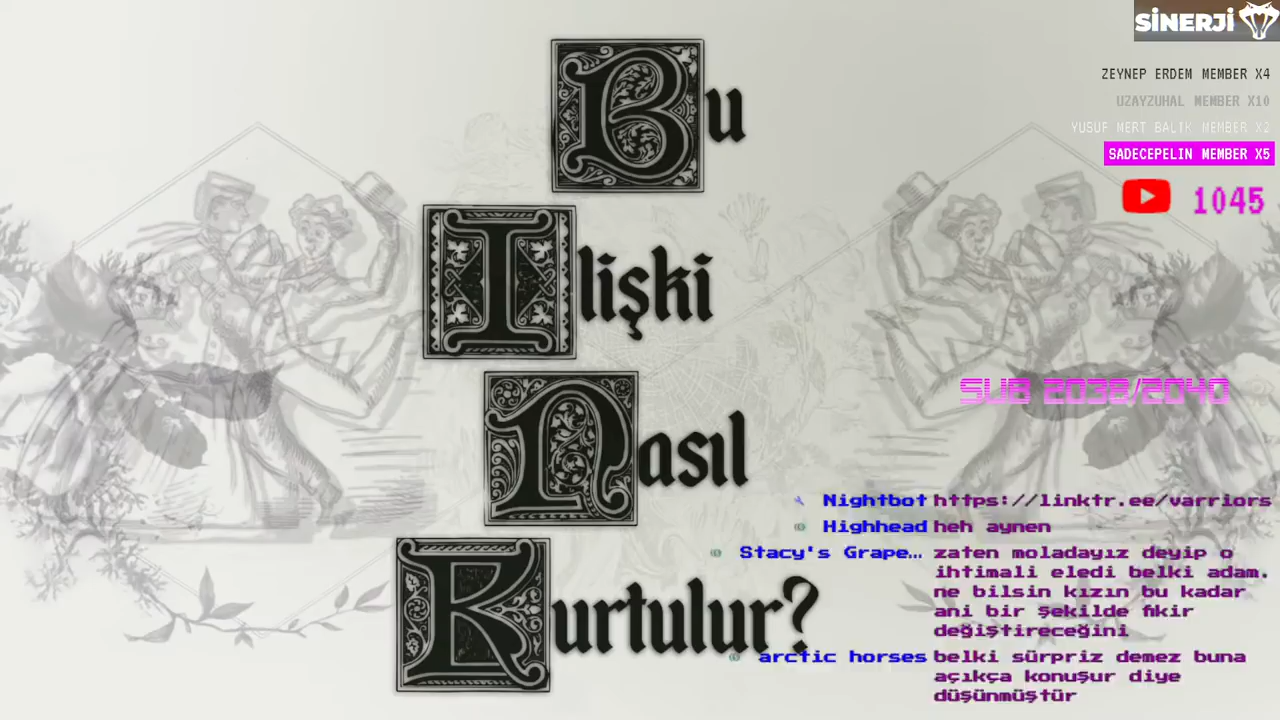 SİNERJİ
ZEYNEP ERDEM MEMBER X4
UZAYZUHAL MEMBER X10
YUSUF MERT BALIK MEMBER X2
SADECEPELIN MEMBER X5
1045
Bu
İlişki
Nasıl
Kurtulur?
SUB 2038/2040
Nightbot https://linktr.ee/varriors
Highhead heh aynen
Stacy's Grape… zaten moladayız deyip o
ihtimali eledi belki adam.
ne bilsin kızın bu kadar
ani bir şekilde fikir
değiştireceğini
arctic horses belki sürpriz demez buna
açıkça konuşur diye
düşünmüştür